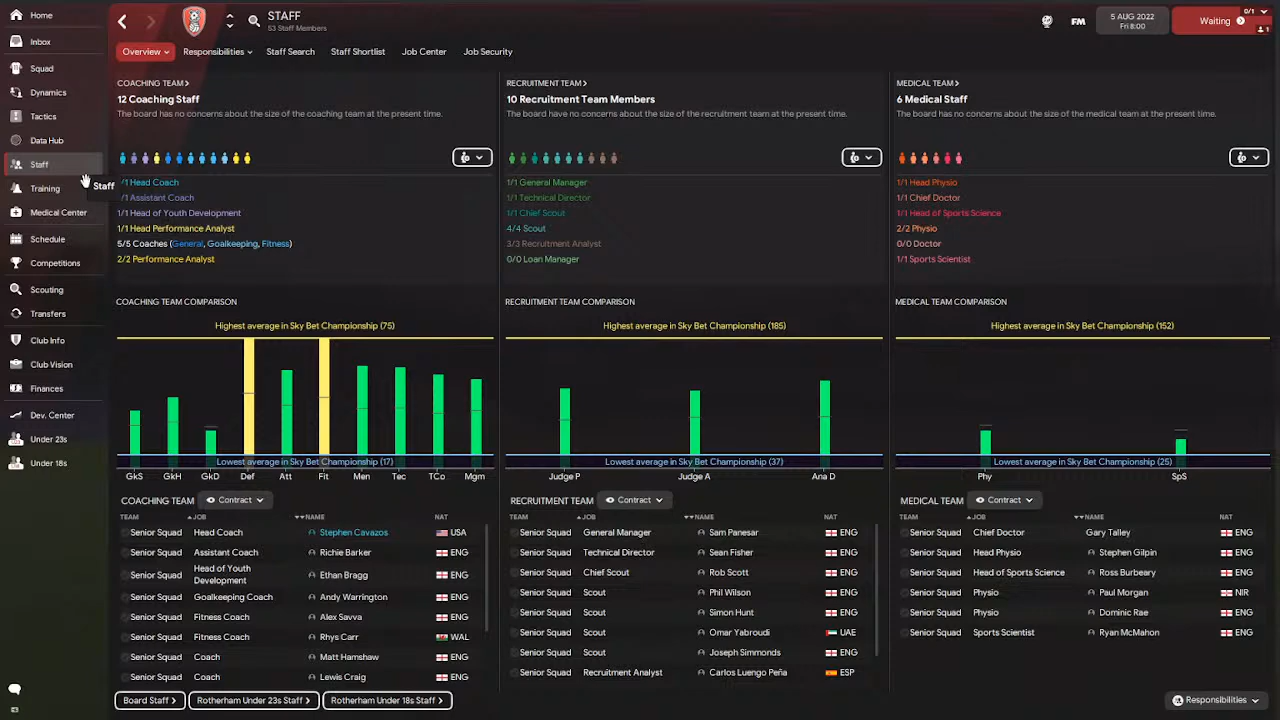 Home
Inbox
Squad
Dynamics
Tactics
Data Hub
Staff
Training
Medical Center
Schedule
Competitions
Scouting
Transfers
Club Info
Club Vision
Finances
Dev. Center
Under 23s
Under 18s
Staff
STAFF
53 Staff Members
FM
5 AUG 2022
Fri 8:00
Waiting
0/1
1
Overview
Responsibilities
Staff Search
Staff Shortlist
Job Center
Job Security
COACHING TEAM
12 Coaching Staff
The board has no concerns about the size of the coaching team at the present time.
/1 Head Coach
/1 Assistant Coach
1/1 Head of Youth Development
1/1 Head Performance Analyst
5/5 Coaches (General, Goalkeeping, Fitness)
2/2 Performance Analyst
RECRUITMENT TEAM
10 Recruitment Team Members
The board have no concerns about the size of the recruitment team at the present time.
1/1 General Manager
1/1 Technical Director
1/1 Chief Scout
4/4 Scout
3/3 Recruitment Analyst
0/0 Loan Manager
MEDICAL TEAM
6 Medical Staff
The board has no concerns about the size of the medical team at the present time.
1/1 Head Physio
1/1 Chief Doctor
1/1 Head of Sports Science
2/2 Physio
0/0 Doctor
1/1 Sports Scientist
COACHING TEAM COMPARISON
Highest average in Sky Bet Championship (75)
Lowest average in Sky Bet Championship (17)
GkS GkH GkD Def Att Fit Men Tec TCo Mgm
RECRUITMENT TEAM COMPARISON
Highest average in Sky Bet Championship (185)
Lowest average in Sky Bet Championship (37)
Judge P Judge A Ana D
MEDICAL TEAM COMPARISON
Highest average in Sky Bet Championship (152)
Lowest average in Sky Bet Championship (25)
Phy SpS
COACHING TEAM Contract
TEAM JOB NAME NAT
Senior Squad Head Coach Stephen Cavazos USA
Senior Squad Assistant Coach Richie Barker ENG
Senior Squad Head of Youth Development Ethan Bragg ENG
Senior Squad Goalkeeping Coach Andy Warrington ENG
Senior Squad Fitness Coach Alex Savva ENG
Senior Squad Fitness Coach Rhys Carr WAL
Senior Squad Coach Matt Hamshaw ENG
Senior Squad Coach Lewis Craig ENG
RECRUITMENT TEAM Contract
TEAM JOB NAME NAT
Senior Squad General Manager Sam Panesar ENG
Senior Squad Technical Director Sean Fisher ENG
Senior Squad Chief Scout Rob Scott ENG
Senior Squad Scout Phil Wilson ENG
Senior Squad Scout Simon Hunt ENG
Senior Squad Scout Omar Yabroudi UAE
Senior Squad Scout Joseph Simmonds ENG
Senior Squad Recruitment Analyst Carlos Luengo Peña ESP
MEDICAL TEAM Contract
TEAM JOB NAME NAT
Senior Squad Chief Doctor Gary Talley ENG
Senior Squad Head Physio Stephen Gilpin ENG
Senior Squad Head of Sports Science Ross Burbeary ENG
Senior Squad Physio Paul Morgan NIR
Senior Squad Physio Dominic Rae ENG
Senior Squad Sports Scientist Ryan McMahon ENG
Board Staff
Rotherham Under 23s Staff
Rotherham Under 18s Staff
Responsibilities